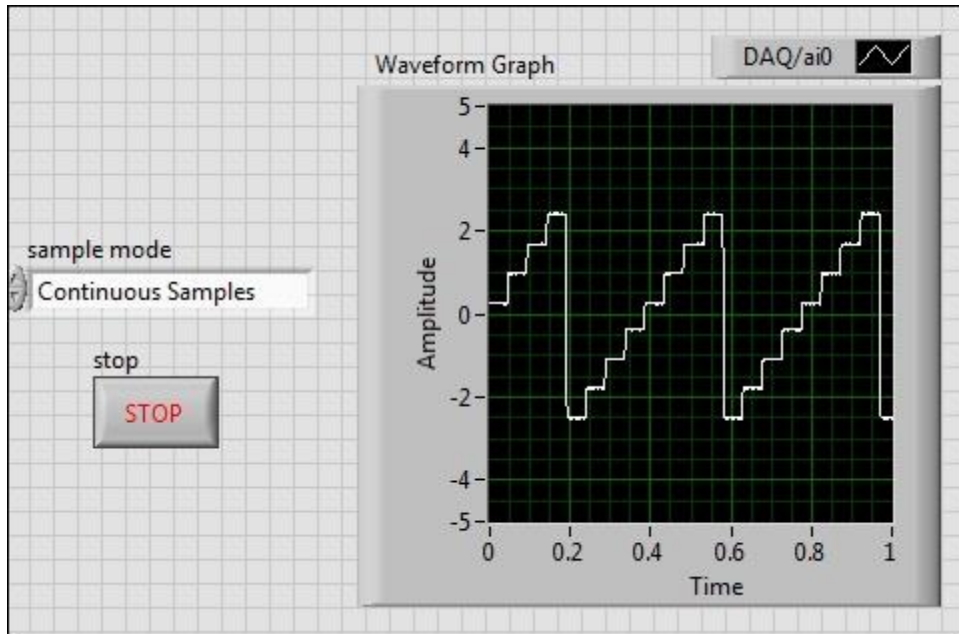 Waveform Graph
DAQ/ai0
sample mode
Continuous Samples
stop
STOP
Amplitude
5
4
2
0
-2
-4
-5
0 0.2 0.4 0.6 0.8 1
Time